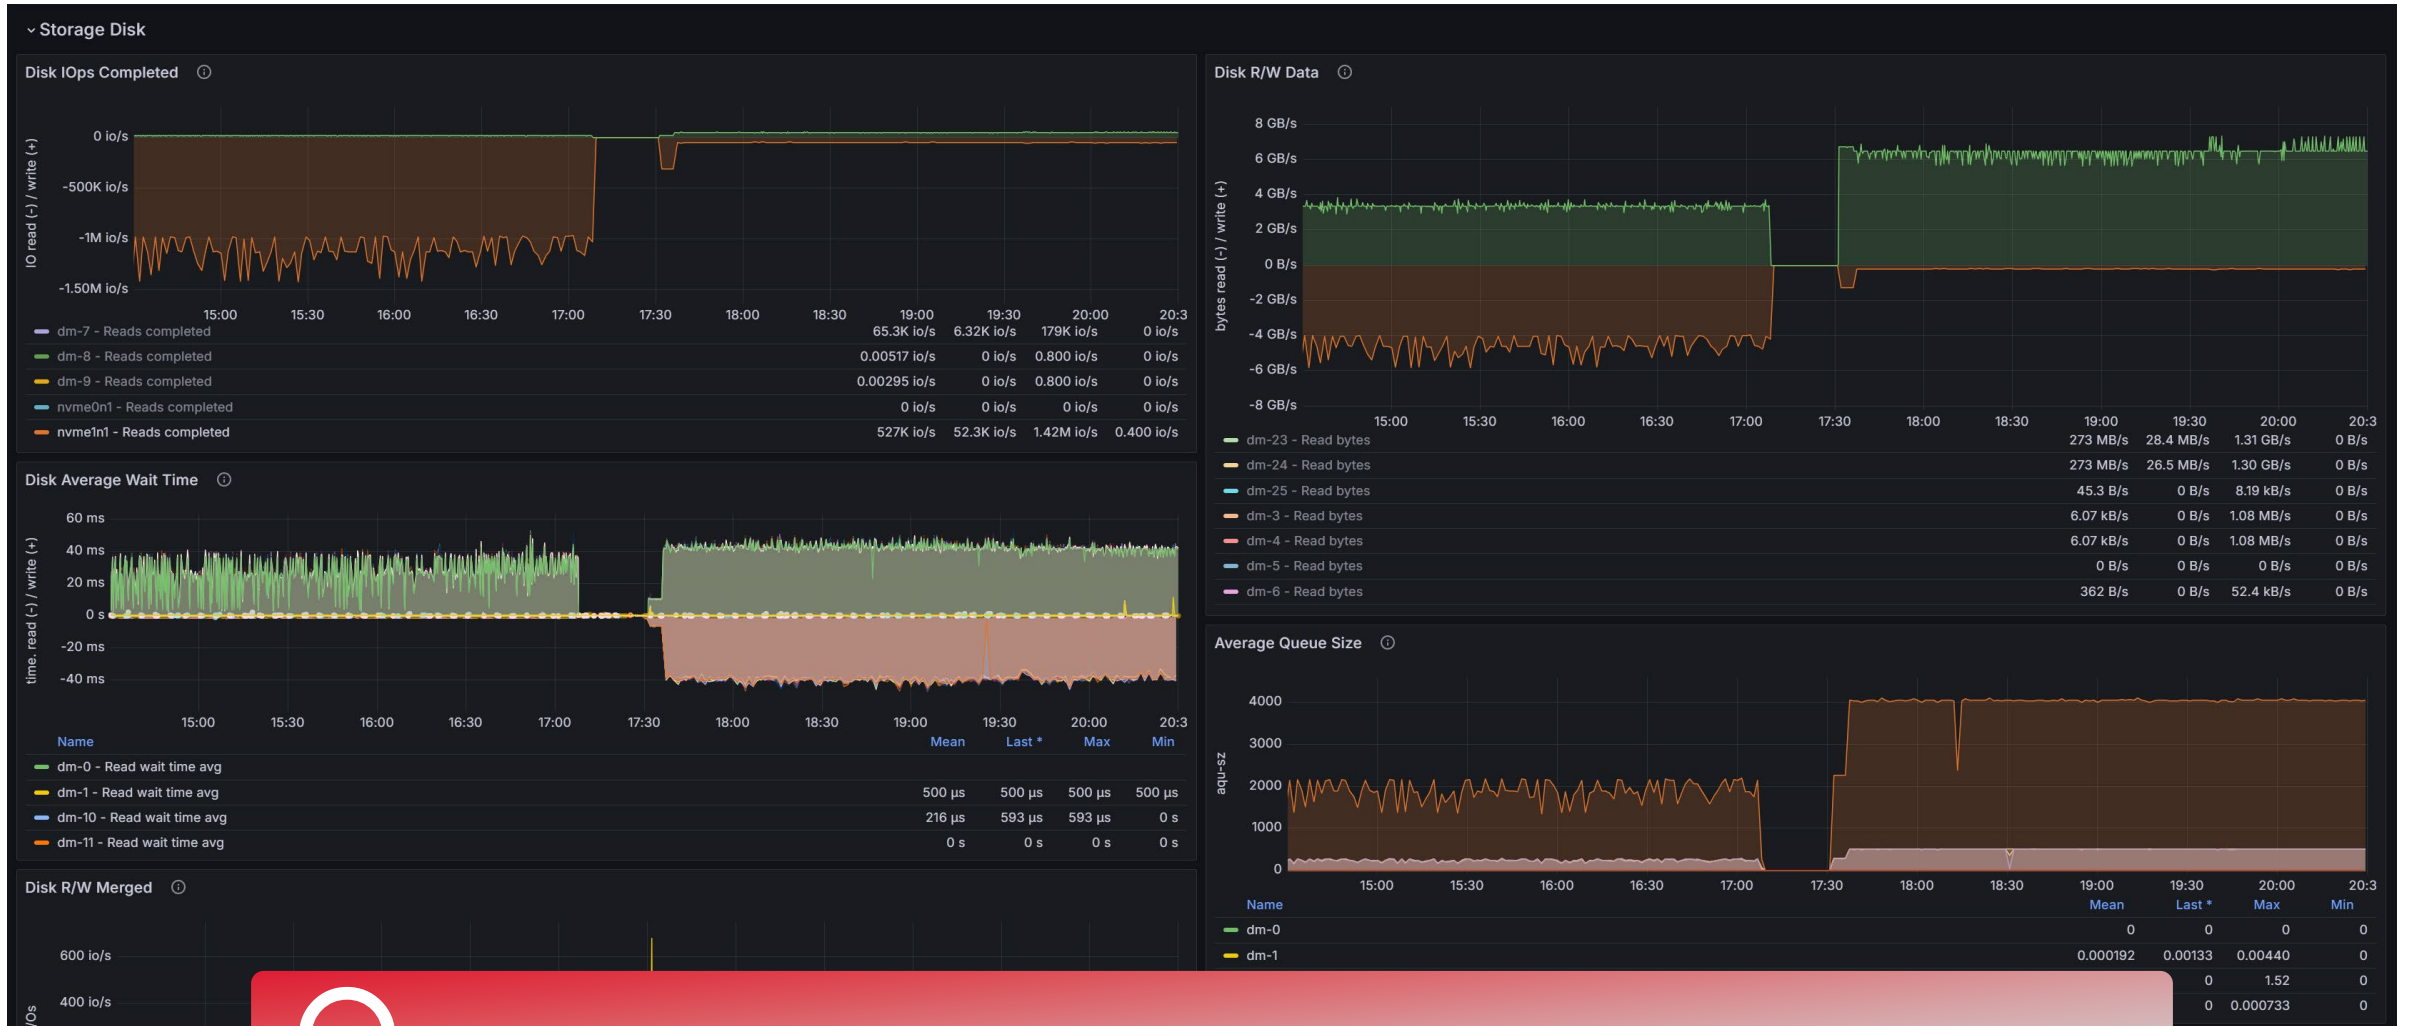 Storage Disk
Disk IOps Completed
IO read (-) / write (+)
0 io/s
-500K io/s
-1M io/s
-1.50M io/s
15:00 15:30 16:00 16:30 17:00 17:30 18:00 18:30 19:00 19:30 20:00 20:3
dm-7 - Reads completed 65.3K io/s 6.32K io/s 179K io/s 0 io/s
dm-8 - Reads completed 0.00517 io/s 0 io/s 0.800 io/s 0 io/s
dm-9 - Reads completed 0.00295 io/s 0 io/s 0.800 io/s 0 io/s
nvme0n1 - Reads completed 0 io/s 0 io/s 0 io/s 0 io/s
nvme1n1 - Reads completed 527K io/s 52.3K io/s 1.42M io/s 0.400 io/s
Disk Average Wait Time
time. read (-) / write (+)
60 ms
40 ms
20 ms
0 s
-20 ms
-40 ms
15:00 15:30 16:00 16:30 17:00 17:30 18:00 18:30 19:00 19:30 20:00 20:3
Name Mean Last * Max Min
dm-0 - Read wait time avg
dm-1 - Read wait time avg 500 µs 500 µs 500 µs 500 µs
dm-10 - Read wait time avg 216 µs 593 µs 593 µs 0 s
dm-11 - Read wait time avg 0 s 0 s 0 s 0 s
Disk R/W Merged
600 io/s
400 io/s
/Os
Disk R/W Data
bytes read (-) / write (+)
8 GB/s
6 GB/s
4 GB/s
2 GB/s
0 B/s
-2 GB/s
-4 GB/s
-6 GB/s
-8 GB/s
15:00 15:30 16:00 16:30 17:00 17:30 18:00 18:30 19:00 19:30 20:00 20:3
dm-23 - Read bytes 273 MB/s 28.4 MB/s 1.31 GB/s 0 B/s
dm-24 - Read bytes 273 MB/s 26.5 MB/s 1.30 GB/s 0 B/s
dm-25 - Read bytes 45.3 B/s 0 B/s 8.19 kB/s 0 B/s
dm-3 - Read bytes 6.07 kB/s 0 B/s 1.08 MB/s 0 B/s
dm-4 - Read bytes 6.07 kB/s 0 B/s 1.08 MB/s 0 B/s
dm-5 - Read bytes 0 B/s 0 B/s 0 B/s 0 B/s
dm-6 - Read bytes 362 B/s 0 B/s 52.4 kB/s 0 B/s
Average Queue Size
aqu-sz
4000
3000
2000
1000
0
15:00 15:30 16:00 16:30 17:00 17:30 18:00 18:30 19:00 19:30 20:00 20:3
Name Mean Last * Max Min
dm-0 0 0 0 0
dm-1 0.000192 0.00133 0.00440 0
0 1.52 0
0 0.000733 0